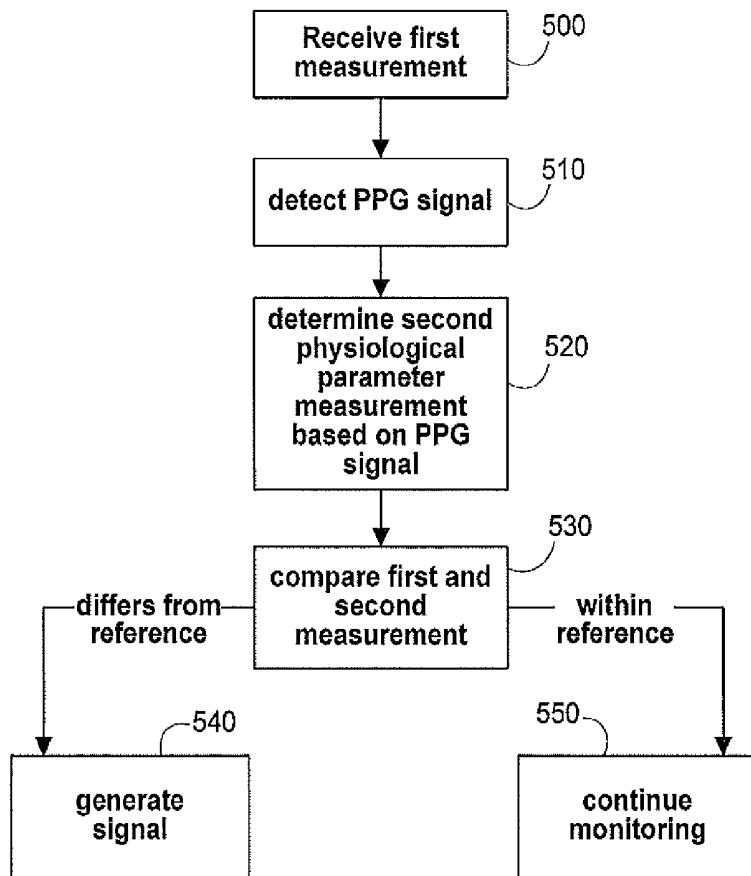 Receive first
measurement
500
detect PPG signal
510
determine second
physiological
parameter
measurement
based on PPG
signal
520
compare first and
second
measurement
530
differs from
reference
within
reference
generate
signal
540
continue
monitoring
550